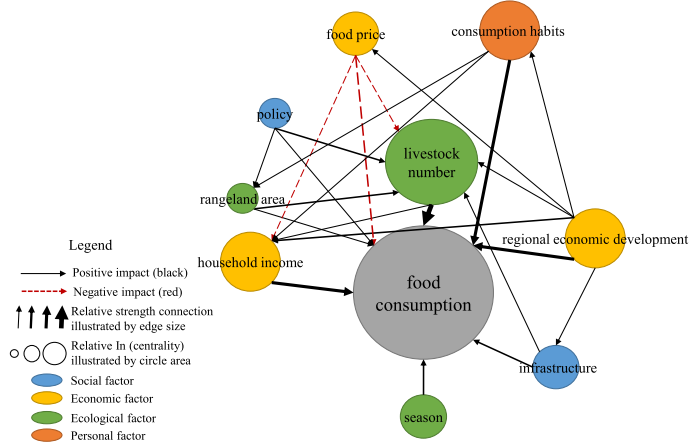 food price
consumption habits
policy
livestock
number
rangeland area
regional economic development
Legend
household income
Positive impact (black)
food
consumption
Negative impact (red)
Relative strength connection
illustrated by edge size
Relative In (centrality)
illustrated by circle area
infrastructure
Social factor
Economic factor
season
Ecological factor
Personal factor